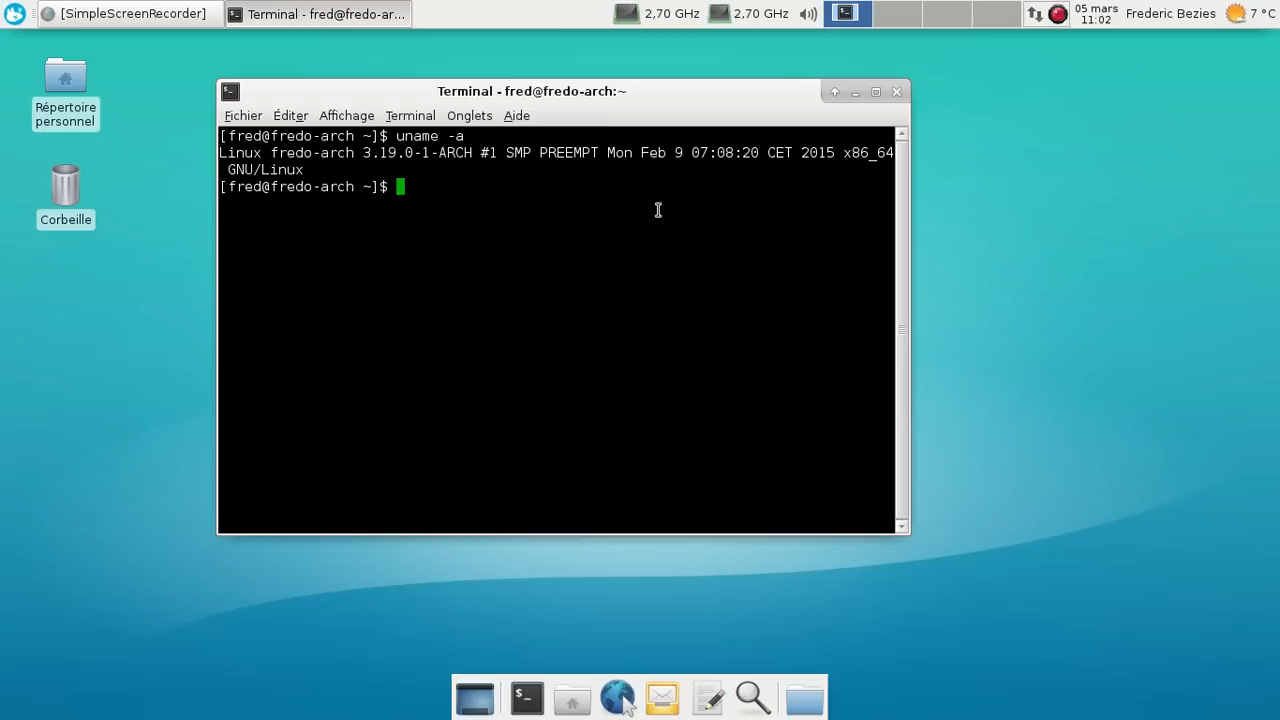 [SimpleScreenRecorder]
Terminal - fred@fredo-ar...
2,70 GHz
2,70 GHz
05 mars
11:02
Frederic Bezies
7 °C
Répertoire
personnel
Corbeille
Terminal - fred@fredo-arch:~
Fichier Éditer Affichage Terminal Onglets Aide
[fred@fredo-arch ~]$ uname -a
Linux fredo-arch 3.19.0-1-ARCH #1 SMP PREEMPT Mon Feb 9 07:08:20 CET 2015 x86_64
GNU/Linux
[fred@fredo-arch ~]$